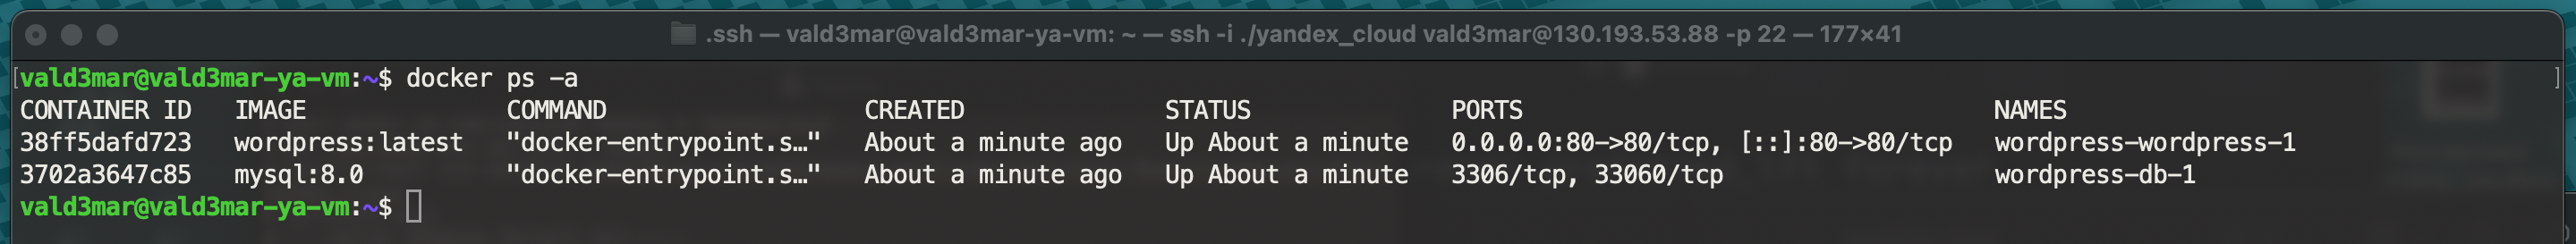 .ssh — vald3mar@vald3mar-ya-vm: ~ — ssh -i ./yandex_cloud vald3mar@130.193.53.88 -p 22 — 177×41
[vald3mar@vald3mar-ya-vm:~$ docker ps -a ]
CONTAINER ID IMAGE COMMAND CREATED STATUS PORTS NAMES
38ff5dafd723 wordpress:latest "docker-entrypoint.s…" About a minute ago Up About a minute 0.0.0.0:80->80/tcp, [::]:80->80/tcp wordpress-wordpress-1
3702a3647c85 mysql:8.0 "docker-entrypoint.s…" About a minute ago Up About a minute 3306/tcp, 33060/tcp wordpress-db-1
vald3mar@vald3mar-ya-vm:~$